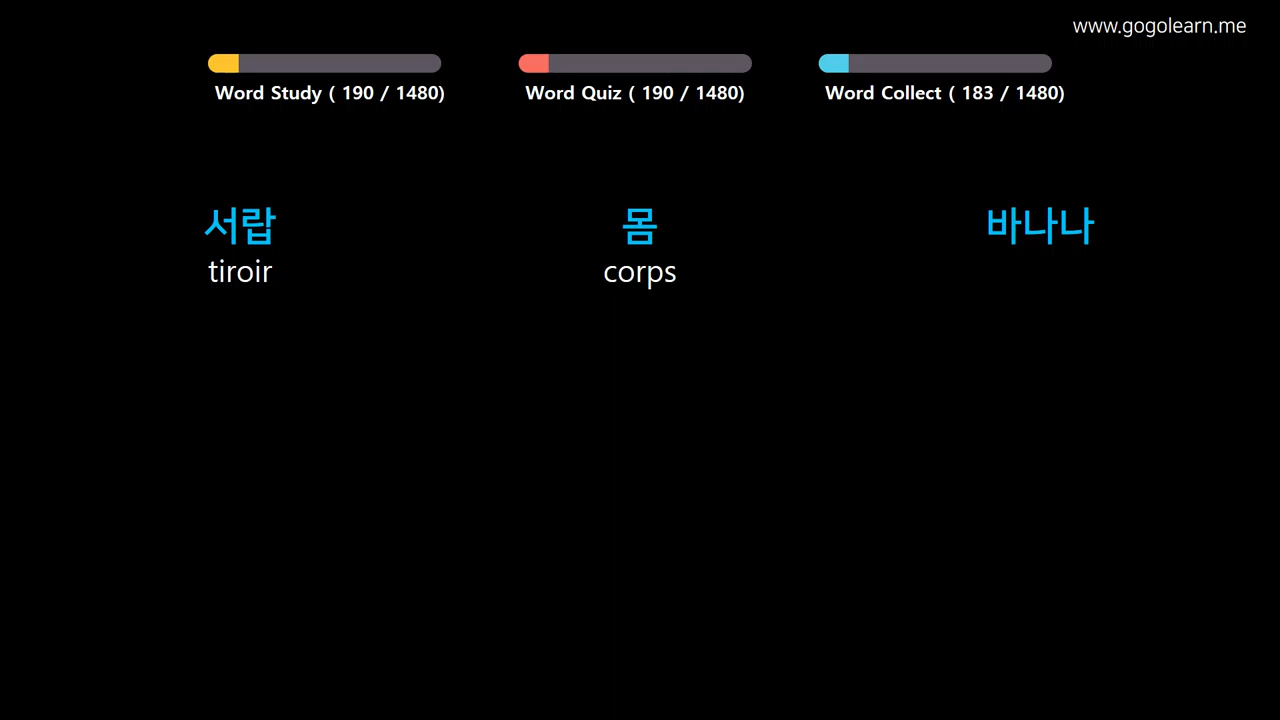 www.gogolearn.me
Word Study ( 190 / 1480)
Word Quiz ( 190 / 1480)
Word Collect ( 183 / 1480)
서랍
tiroir
몸
corps
바나나